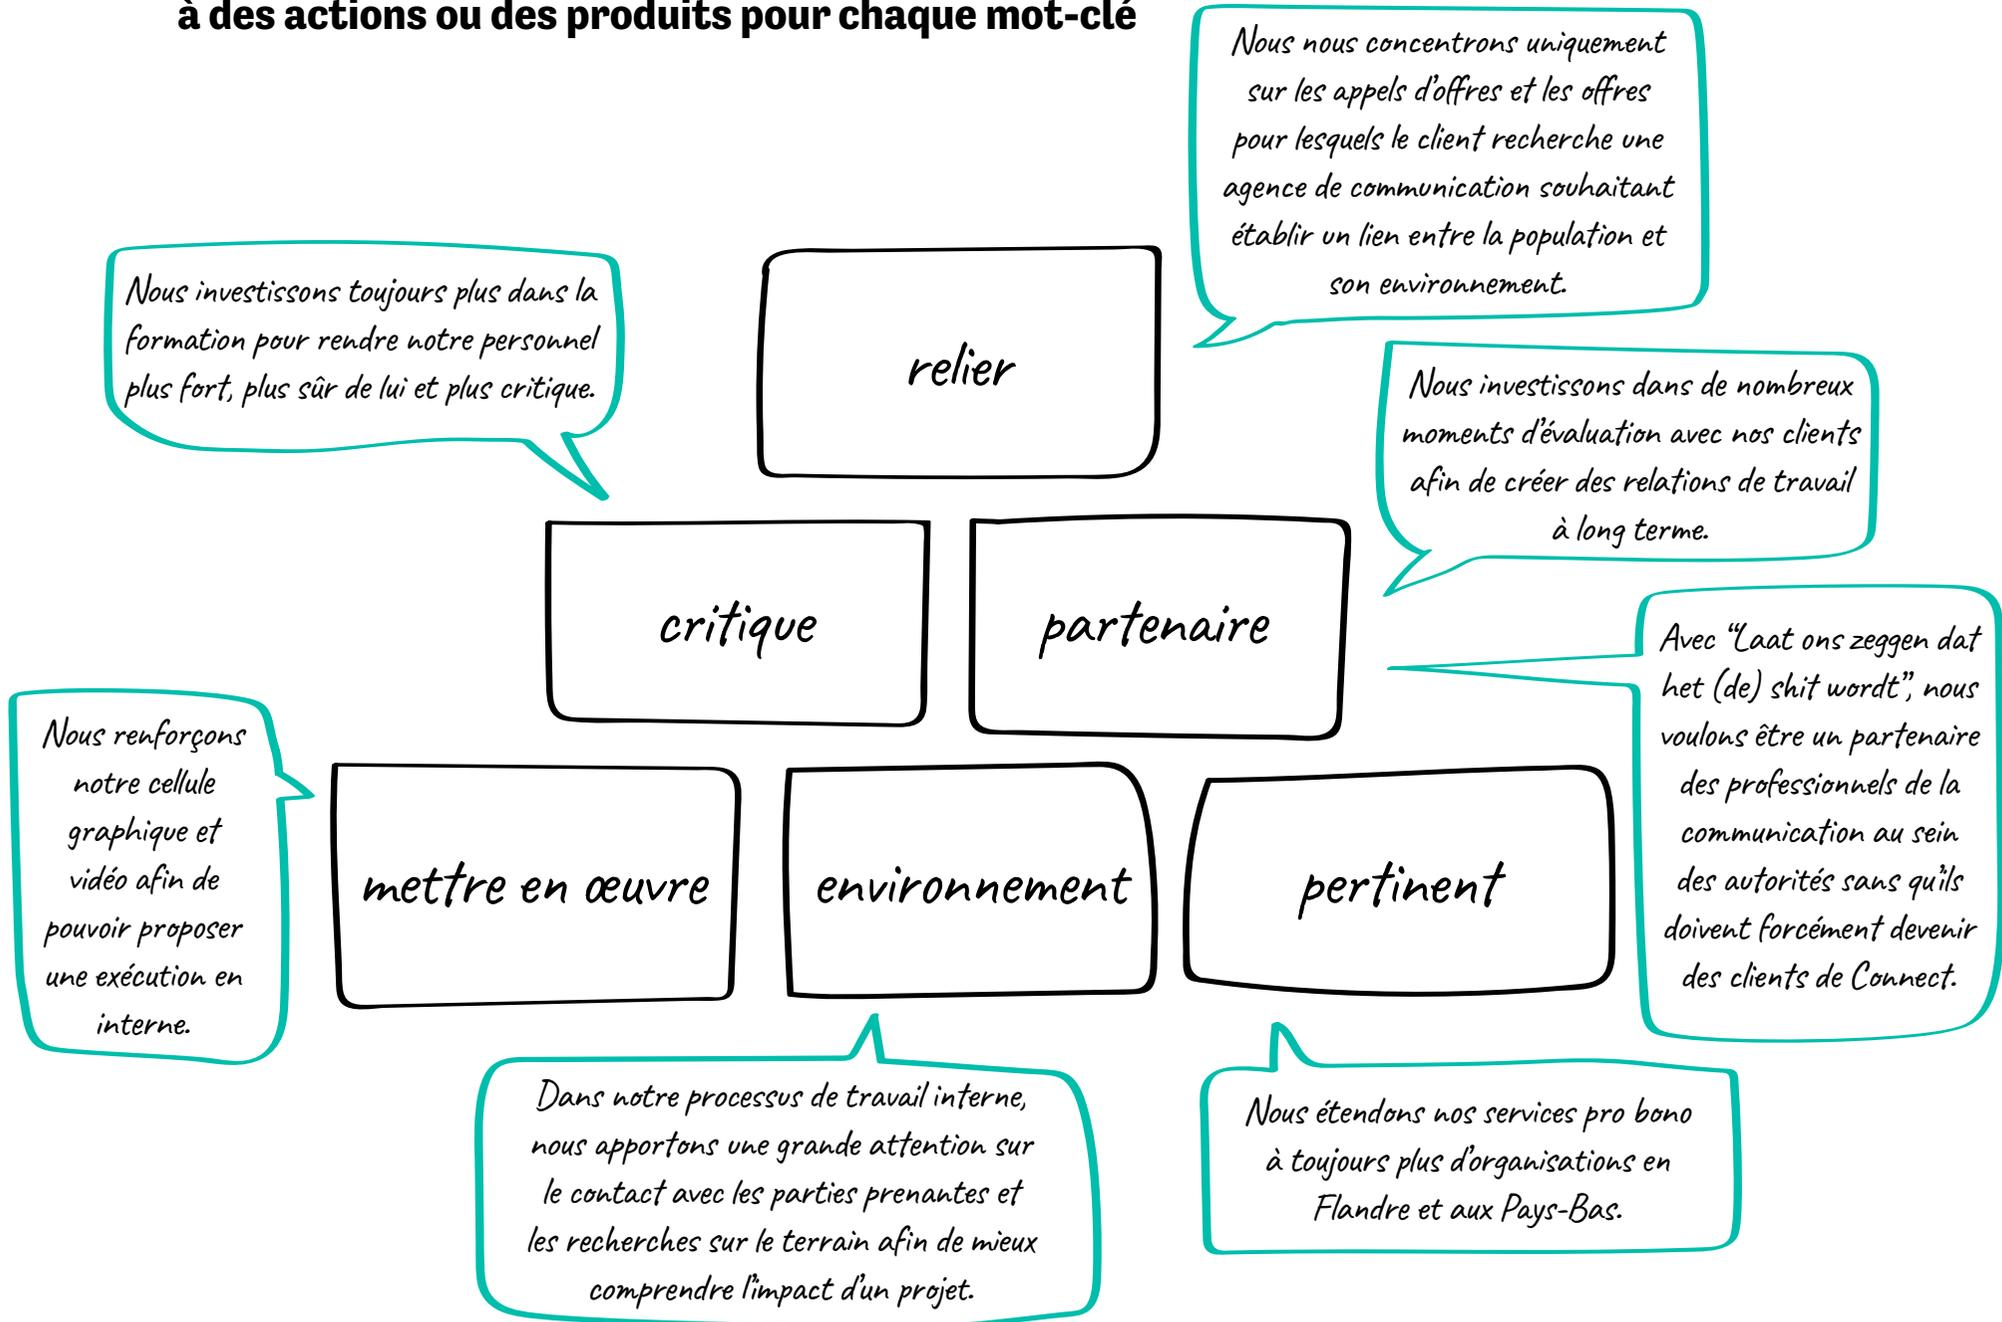 à des actions ou des produits pour chaque mot-clé
Nous nous concentrons uniquement
sur les appels d'offres et les offres
pour lesquels le client recherche une
agence de communication souhaitant
établir un lien entre la population et
son environnement.
Nous investissons toujours plus dans la
formation pour rendre notre personnel
plus fort, plus sûr de lui et plus critique.
relier
Nous investissons dans de nombreux
moments d'évaluation avec nos clients
afin de créer des relations de travail
à long terme.
critique
partenaire
Avec “Laat ons zeggen dat
het (de) shit wordt”, nous
voulons être un partenaire
des professionnels de la
communication au sein
des autorités sans qu'ils
doivent forcément devenir
des clients de Connect.
Nous renforçons
notre cellule
graphique et
vidéo afin de
pouvoir proposer
une exécution en
interne.
mettre en œuvre
environnement
pertinent
Dans notre processus de travail interne,
nous apportons une grande attention sur
le contact avec les parties prenantes et
les recherches sur le terrain afin de mieux
comprendre l'impact d'un projet.
Nous étendons nos services pro bono
à toujours plus d'organisations en
Flandre et aux Pays-Bas.